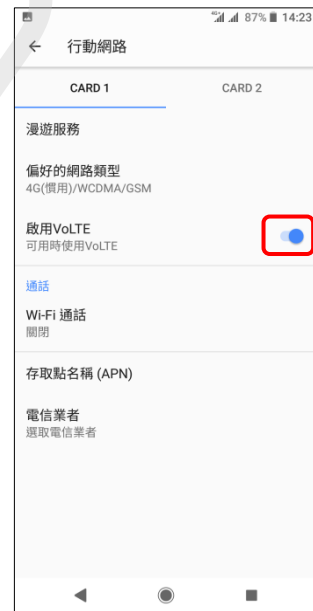 4G 87% 14:23
行動網路
CARD 1 CARD 2
漫遊服務
偏好的網路類型
4G(慣用)/WCDMA/GSM
啟用VoLTE
可用時使用VoLTE
通話
Wi-Fi 通話
關閉
存取點名稱 (APN)
電信業者
選取電信業者